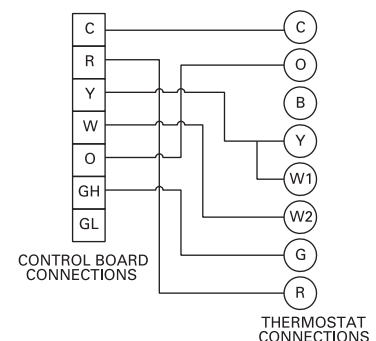 C
R
Y
W
O
GH
GL
CONTROL BOARD
CONNECTIONS
C
O
B
Y
W1
W2
G
R
THERMOSTAT
CONNECTIONS